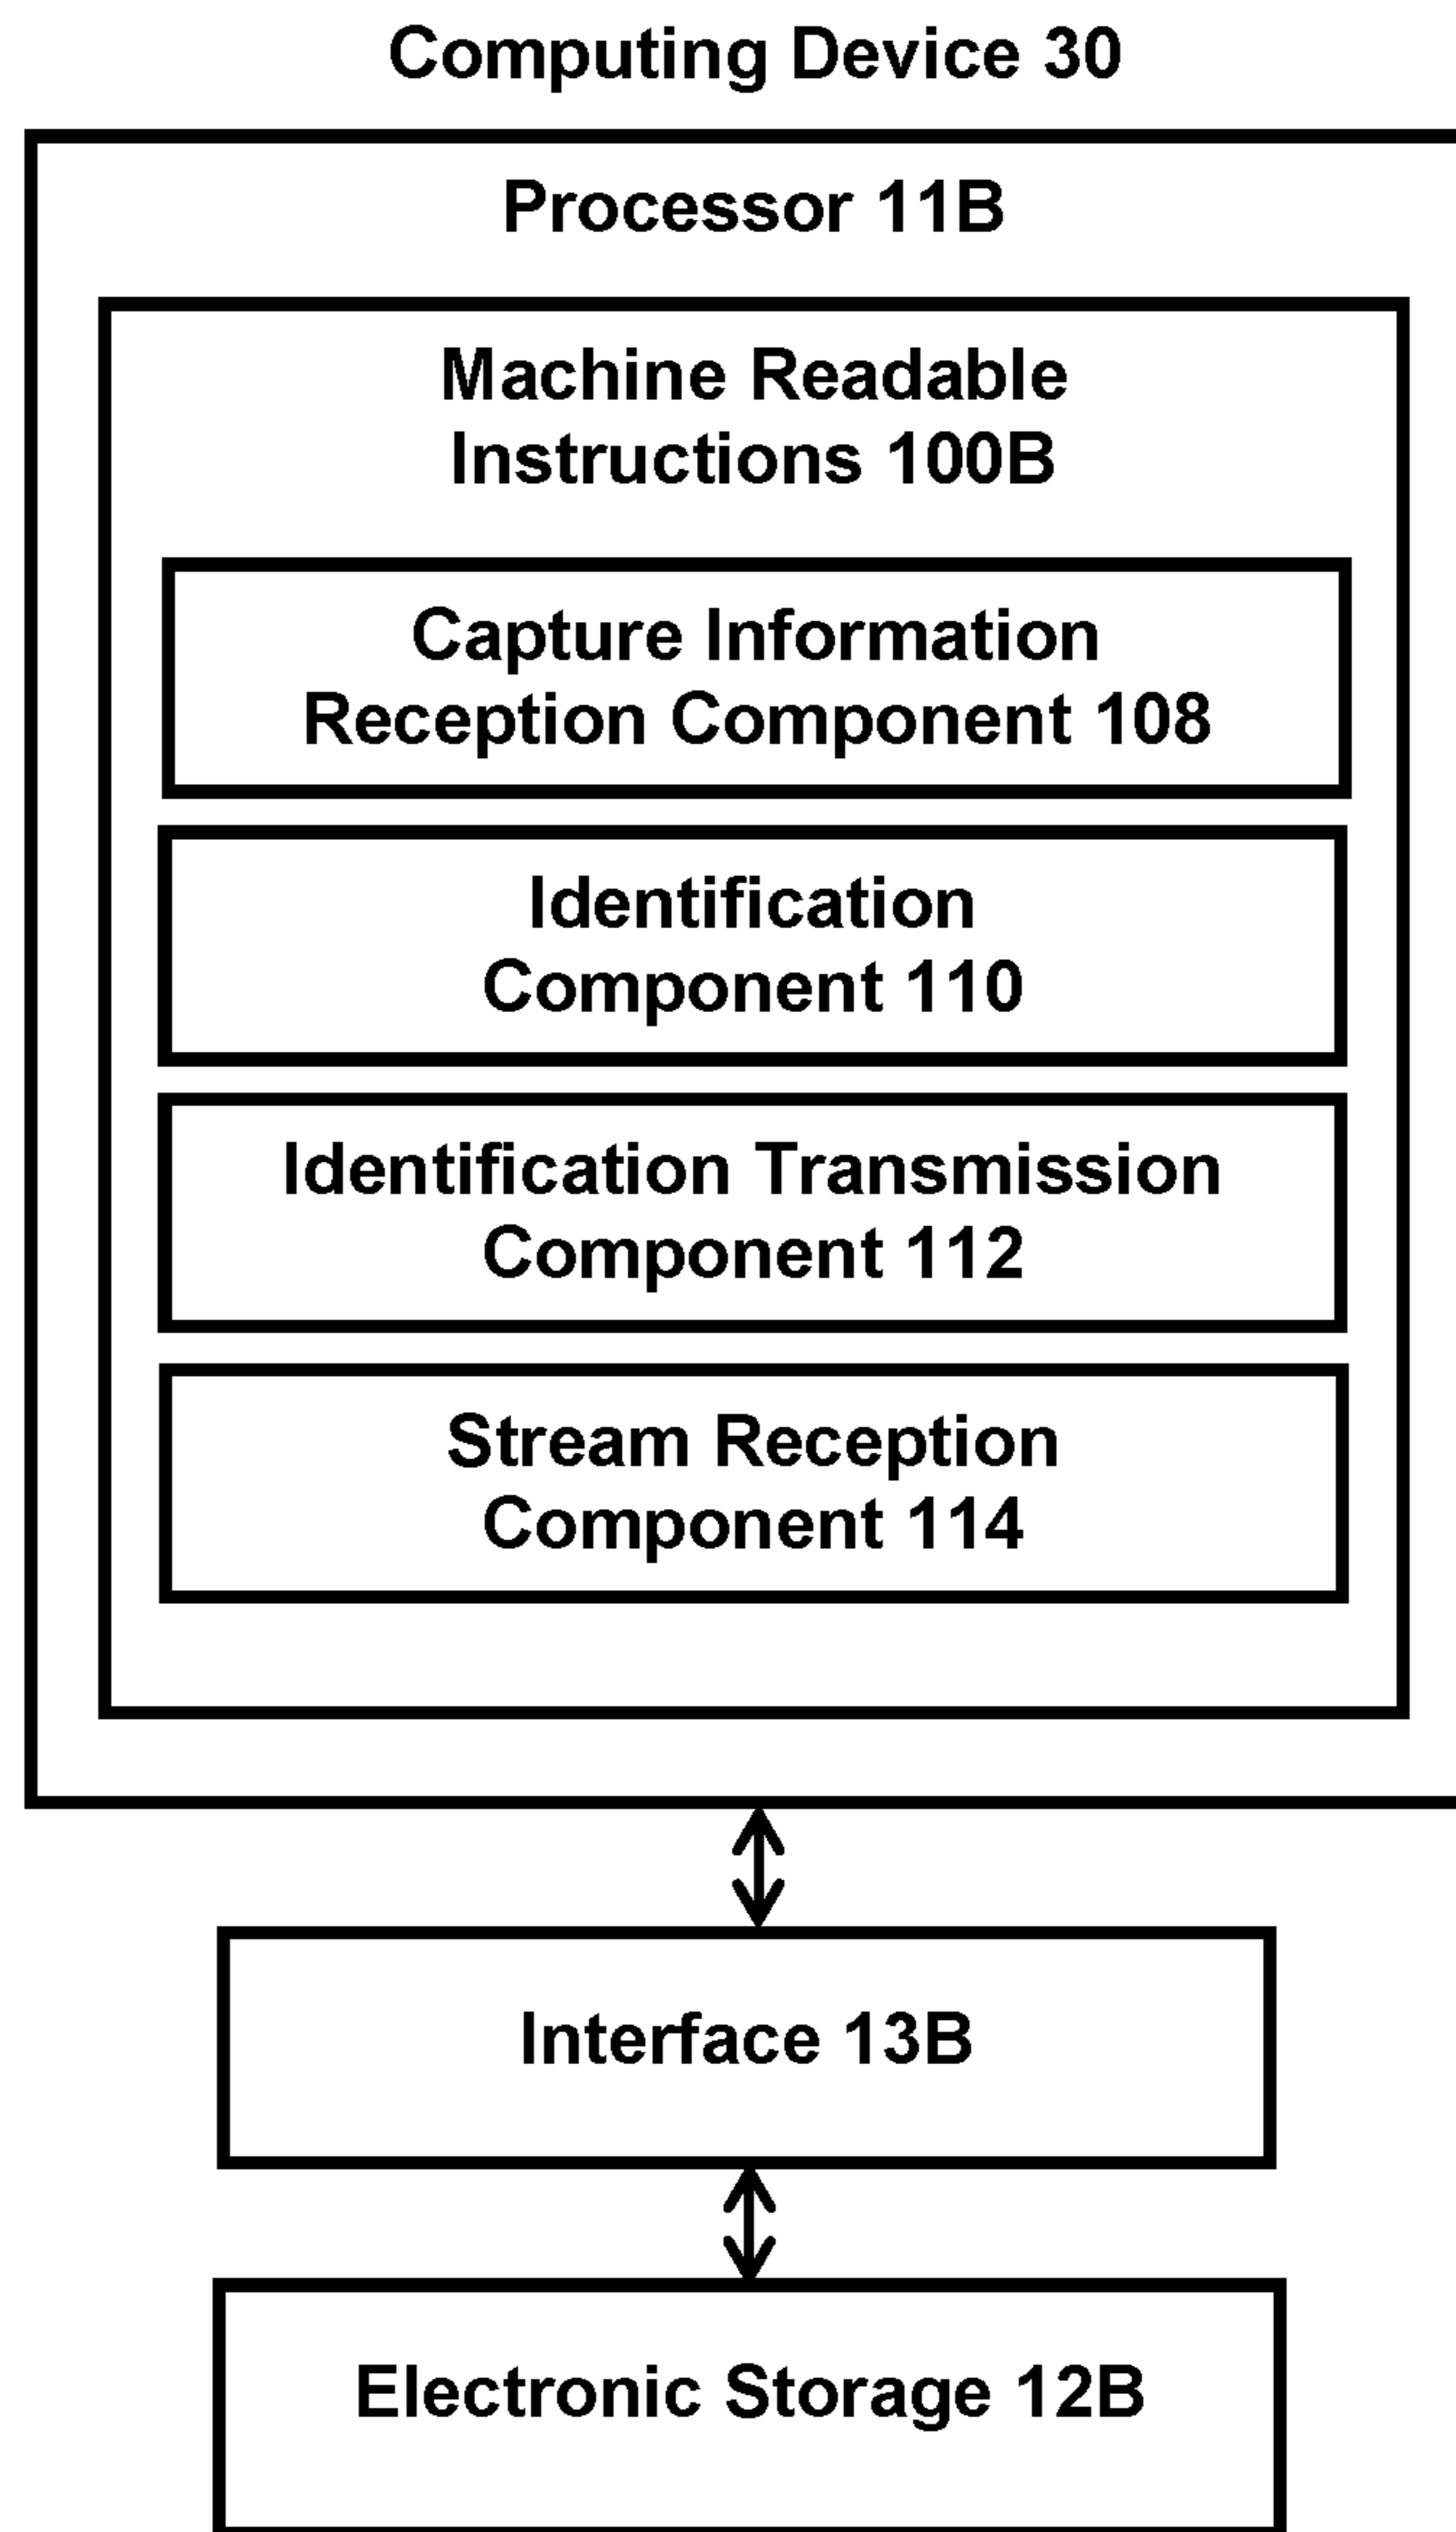 Computing Device 30
Processor 11B
Machine Readable
Instructions 100B
Capture Information
Reception Component 108
Identification
Component 110
Identification Transmission
Component 112
Stream Reception
Component 114
Interface 13B
Electronic Storage 12B